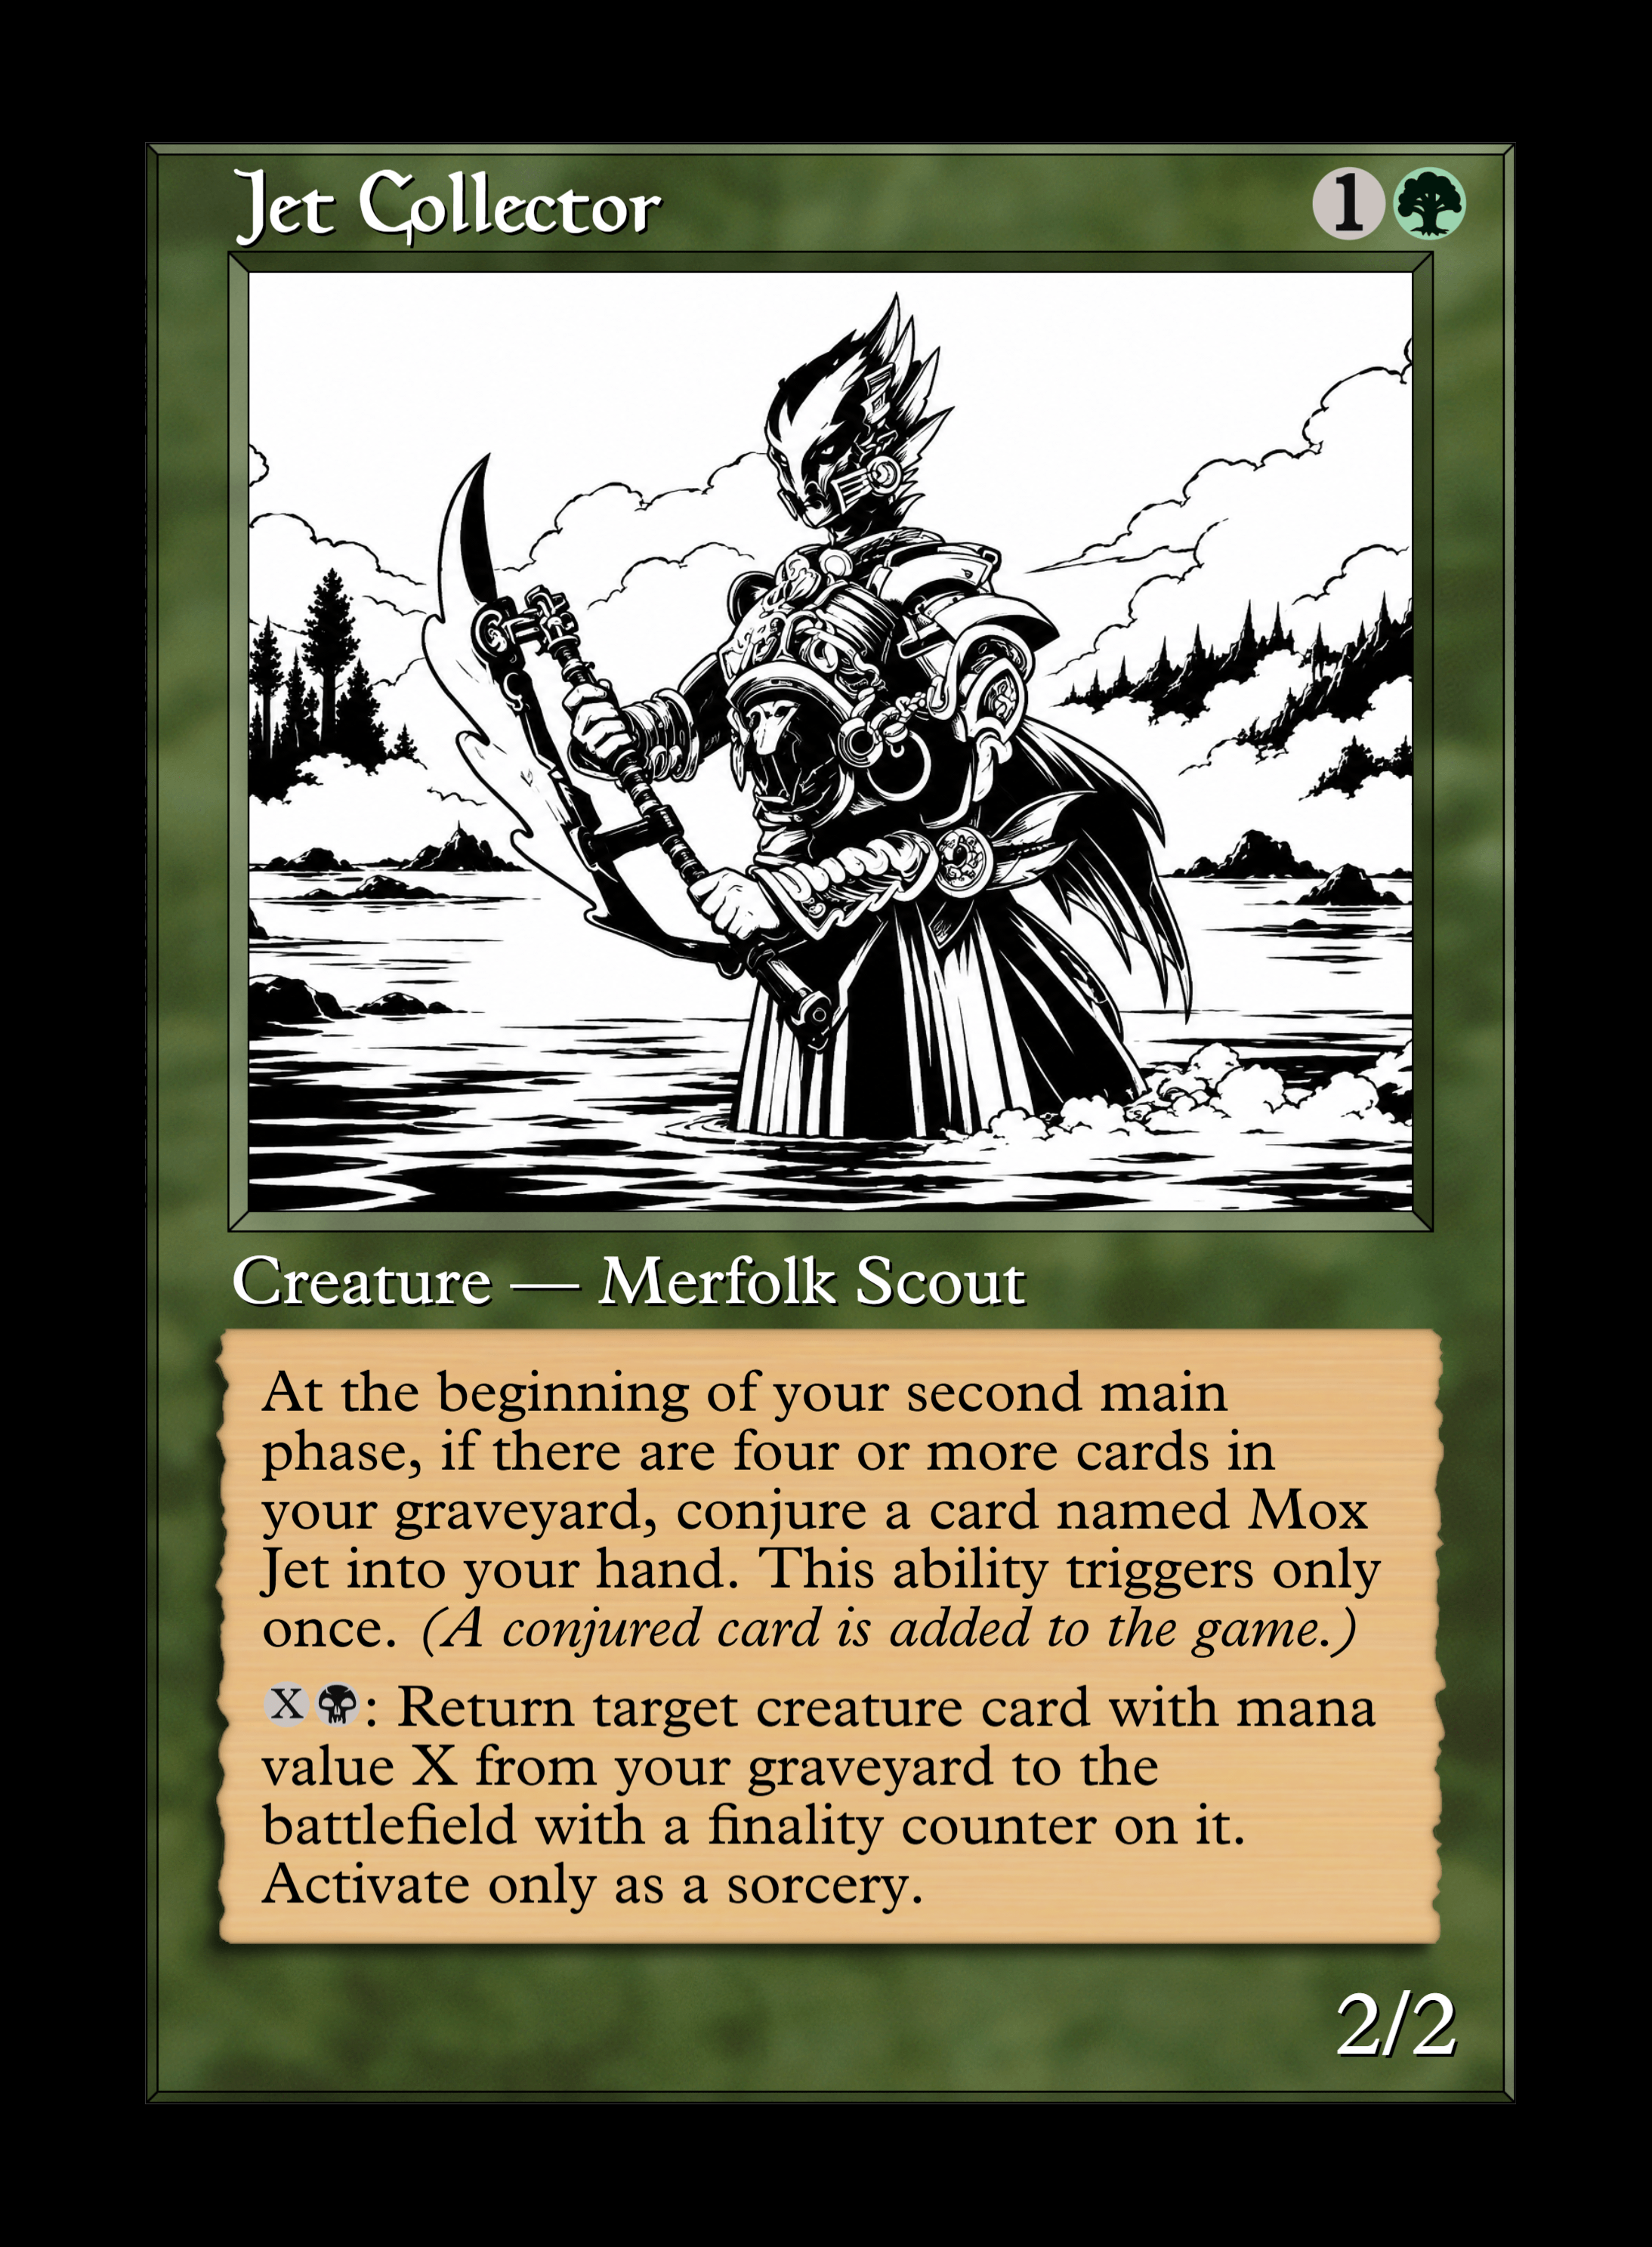 Jet Collector 1
Creature — Merfolk Scout
At the beginning of your second main
phase, if there are four or more cards in
your graveyard, conjure a card named Mox
Jet into your hand. This ability triggers only
once. (A conjured card is added to the game.)
X: Return target creature card with mana
value X from your graveyard to the
battlefield with a finality counter on it.
Activate only as a sorcery.
2/2